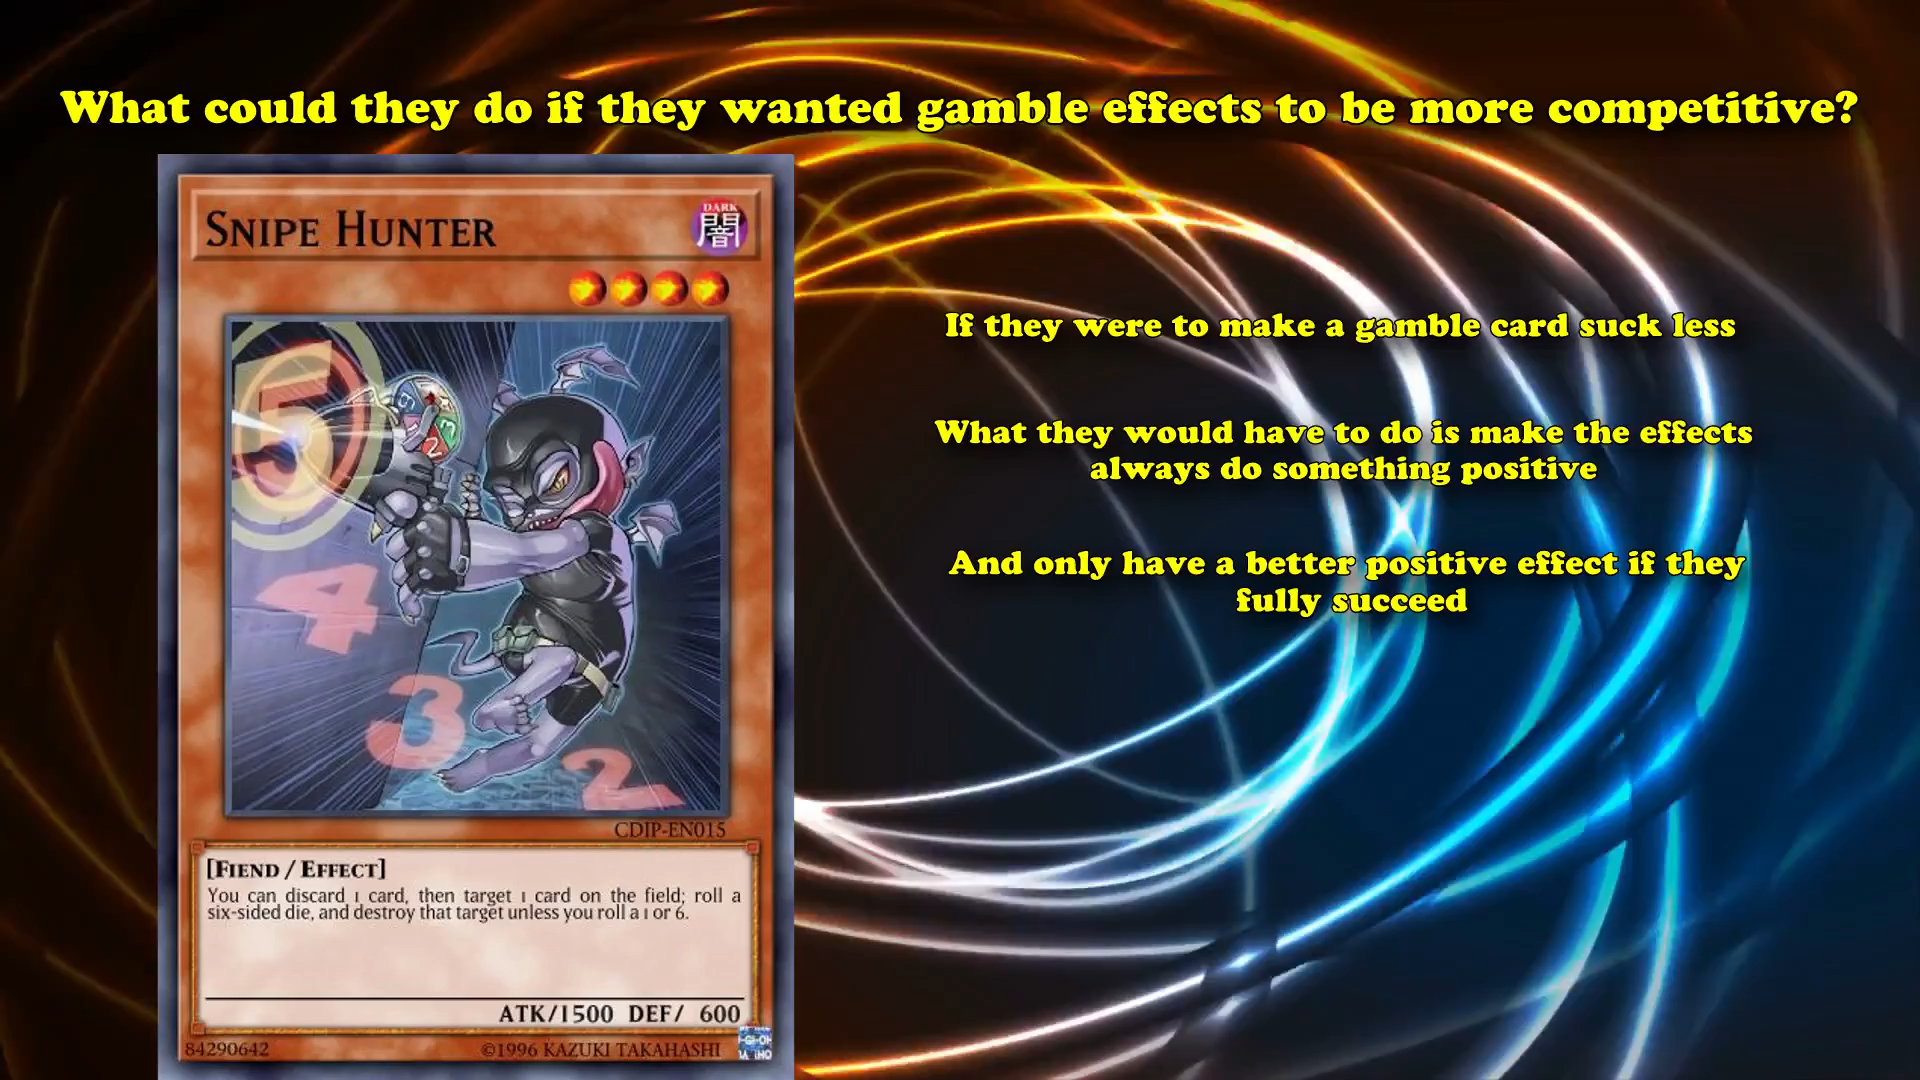 What could they do if they wanted gamble effects to be more competitive?
SNIPE HUNTER
DARK
闇
5
4
3
2
CDIP-EN015
[FIEND / EFFECT]
You can discard 1 card, then target 1 card on the field; roll a
six-sided die, and destroy that target unless you roll a 1 or 6.
ATK/1500 DEF/ 600
84290642
©1996 KAZUKI TAKAHASHI
If they were to make a gamble card suck less
What they would have to do is make the effects
always do something positive
And only have a better positive effect if they
fully succeed